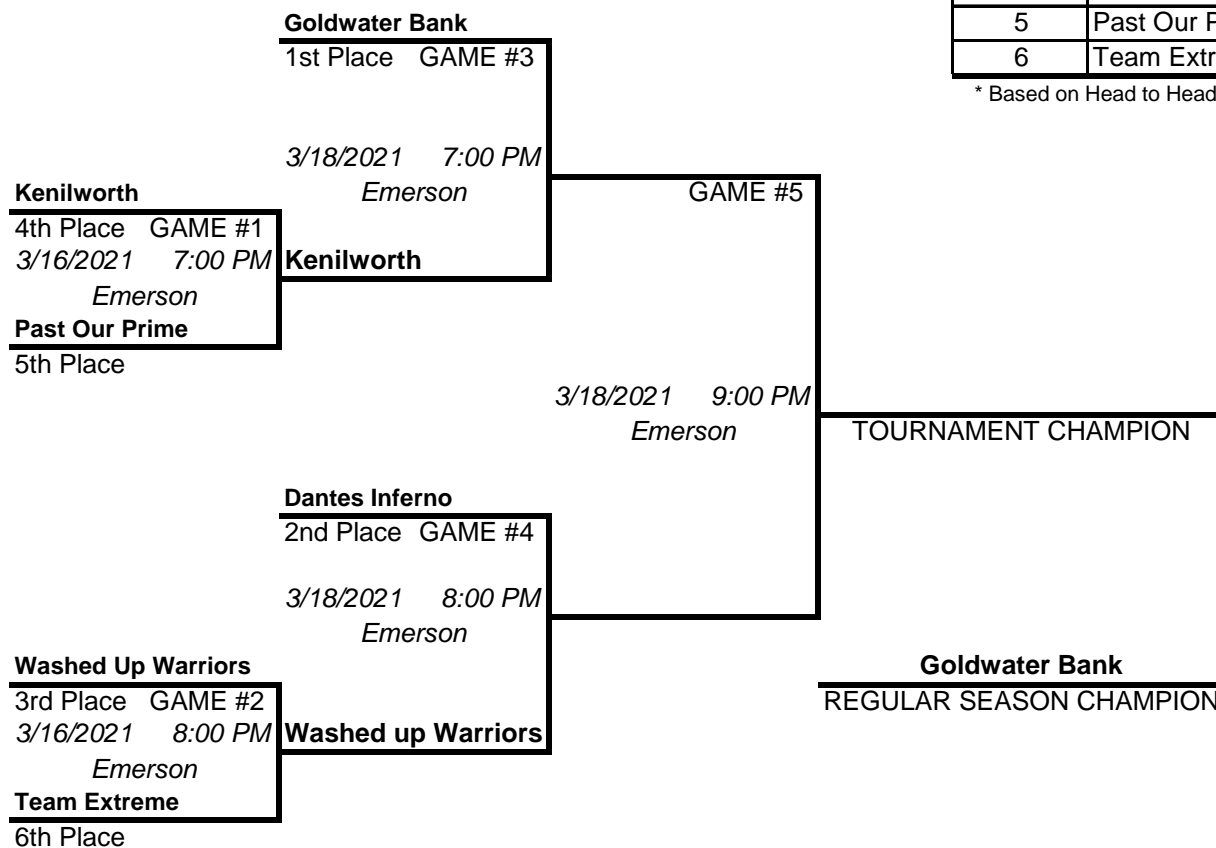 Goldwater Bank
5 Past Our
1st Place GAME #3
6 Team
* Based on Head to Head
3/18/2021 7:00 PM
Kenilworth
Emerson
GAME #5
4th Place GAME #1
3/16/2021 7:00 PM
Kenilworth
Emerson
Past Our Prime
5th Place
3/18/2021 9:00 PM
Emerson
TOURNAMENT CHAMPION
Dantes Inferno
2nd Place GAME #4
3/18/2021 8:00 PM
Emerson
Washed Up Warriors
Goldwater Bank
3rd Place GAME #2
REGULAR SEASON CHAMPION
3/16/2021 8:00 PM
Washed up Warriors
Emerson
Team Extreme
6th Place